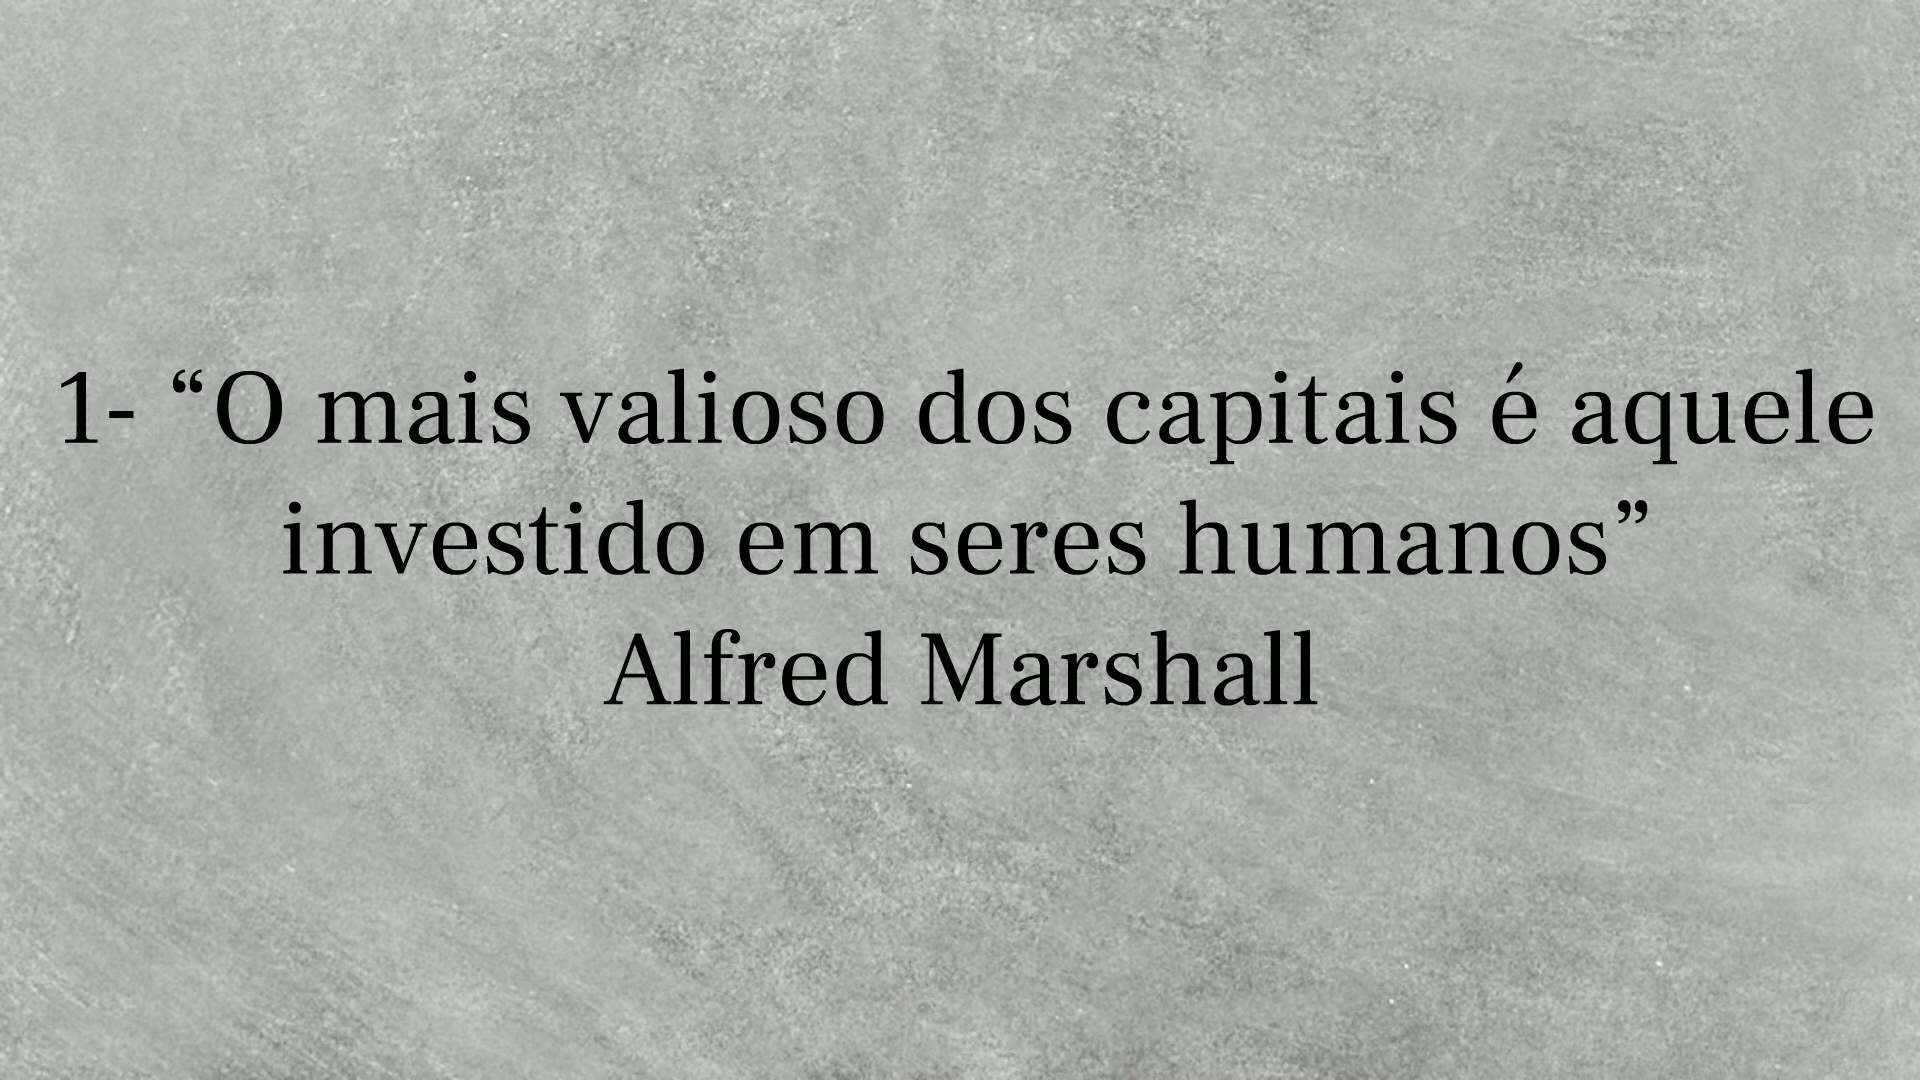 1- “O mais valioso dos capitais é aquele
investido em seres humanos”
Alfred Marshall